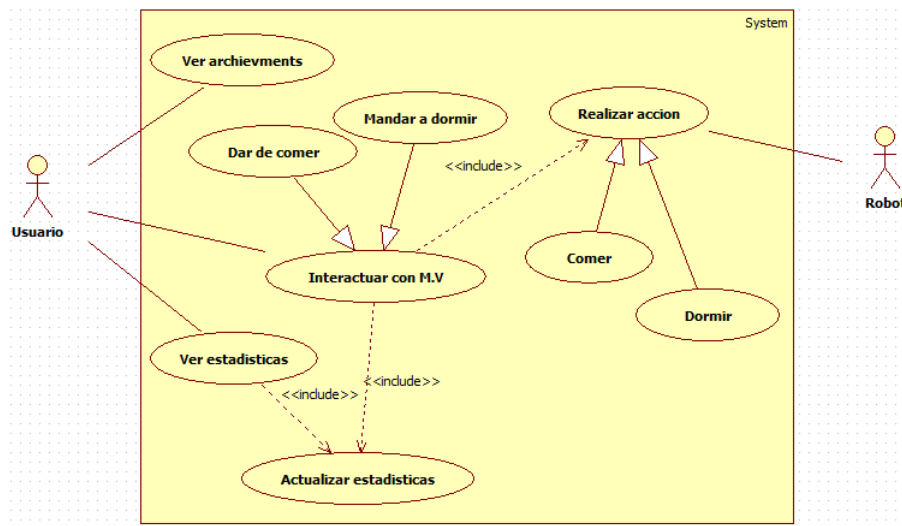 System
Ver archievments
Mandar a dormir
Realizar accion
Dar de comer
<<include>>
Usuario
Robot
Interactuar con M.V
Comer
Dormir
Ver estadisticas
<<include>>
<<include>>
Actualizar estadisticas